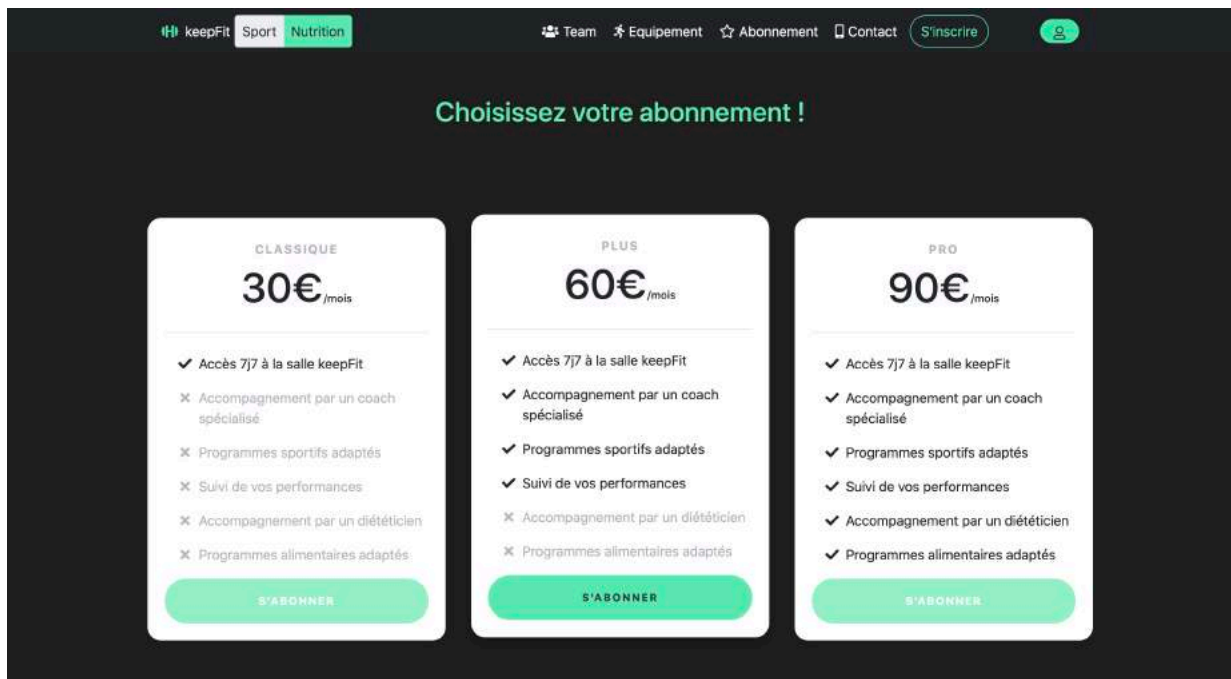 keepFit Sport Nutrition Team Equipement Abonnement Contact S'inscrire
Choisissez votre abonnement !
CLASSIQUE
30€/mois
Accès 7j7 à la salle keepFit
Accompagnement par un coach
spécialisé
Programmes sportifs adaptés
Suivi de vos performances
Accompagnement par un diététicien
Programmes alimentaires adaptés
S'ABONNER
PLUS
60€/mois
Accès 7j7 à la salle keepFit
Accompagnement par un coach
spécialisé
Programmes sportifs adaptés
Suivi de vos performances
Accompagnement par un diététicien
Programmes alimentaires adaptés
S'ABONNER
PRO
90€/mois
Accès 7j7 à la salle keepFit
Accompagnement par un coach
spécialisé
Programmes sportifs adaptés
Suivi de vos performances
Accompagnement par un diététicien
Programmes alimentaires adaptés
S'ABONNER